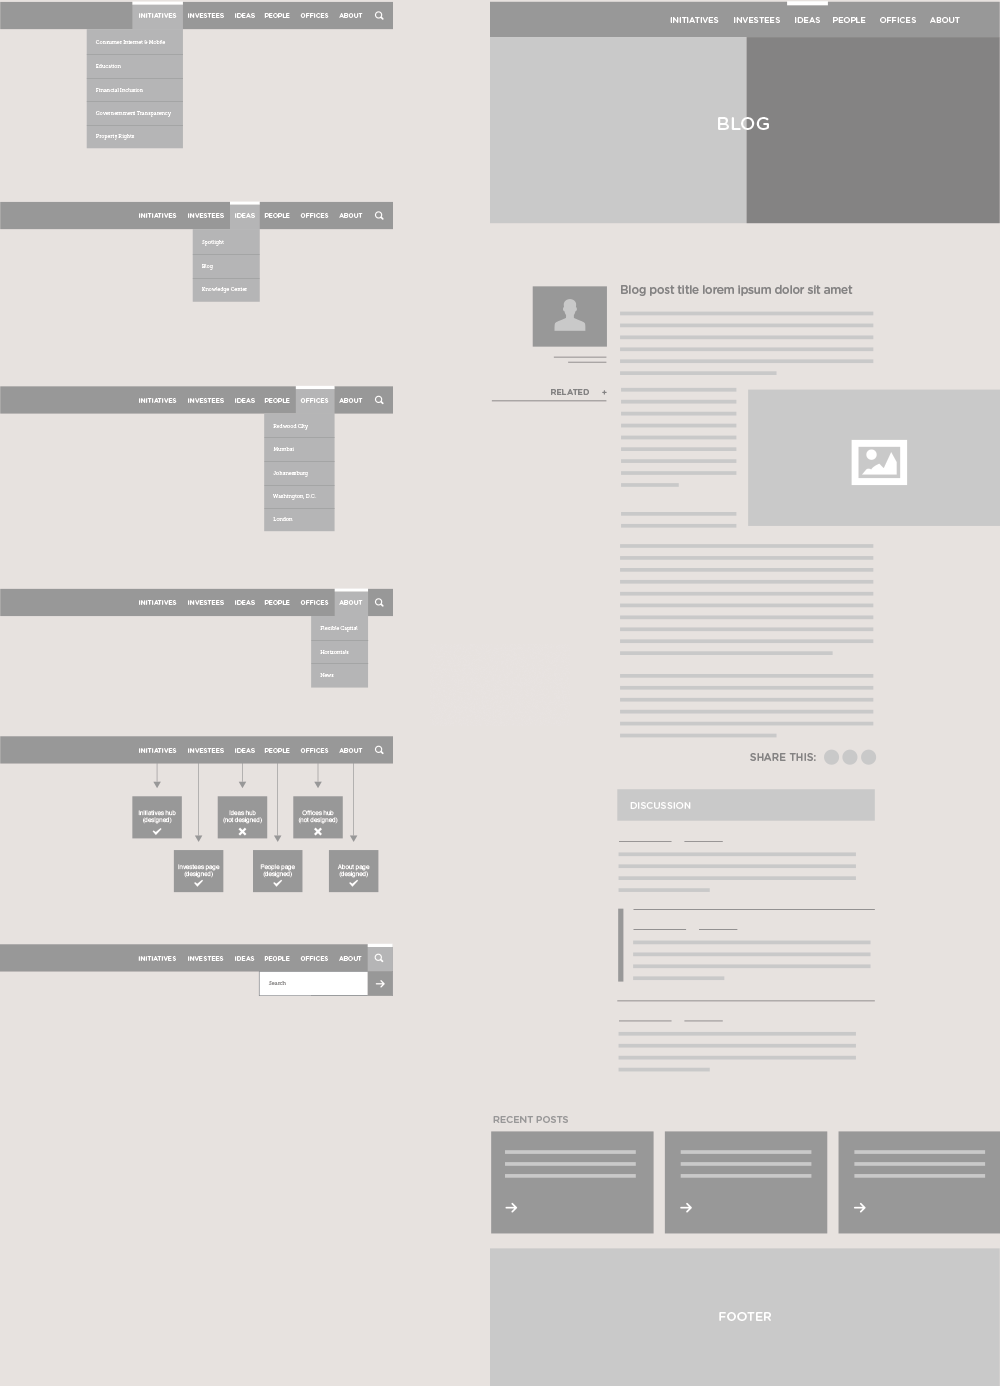 INITIATIVES INVESTEES IDEAS PEOPLE OFFICES ABOUT
Consumer Internet & Mobile
Education
Financial Inclusion
Governernment Transparency
Property Rights
INITIATIVES INVESTEES IDEAS PEOPLE OFFICES ABOUT
Spotlight
Blog
Knowledge Center
INITIATIVES INVESTEES IDEAS PEOPLE OFFICES ABOUT
Redwood City
Mumbai
Johannesburg
Washington, D.C.
London
INITIATIVES INVESTEES IDEAS PEOPLE OFFICES ABOUT
Flexible Capital
Horizontals
News
INITIATIVES INVESTEES IDEAS PEOPLE OFFICES ABOUT
Initiatives hub
(designed)
Ideas hub
(not designed)
Offices hub
(not designed)
Investees page
(designed)
People page
(designed)
About page
(designed)
INITIATIVES INVESTEES IDEAS PEOPLE OFFICES ABOUT
Search
INITIATIVES INVESTEES IDEAS PEOPLE OFFICES ABOUT
BLOG
Blog post title lorem ipsum dolor sit amet
RELATED +
SHARE THIS:
DISCUSSION
RECENT POSTS
FOOTER